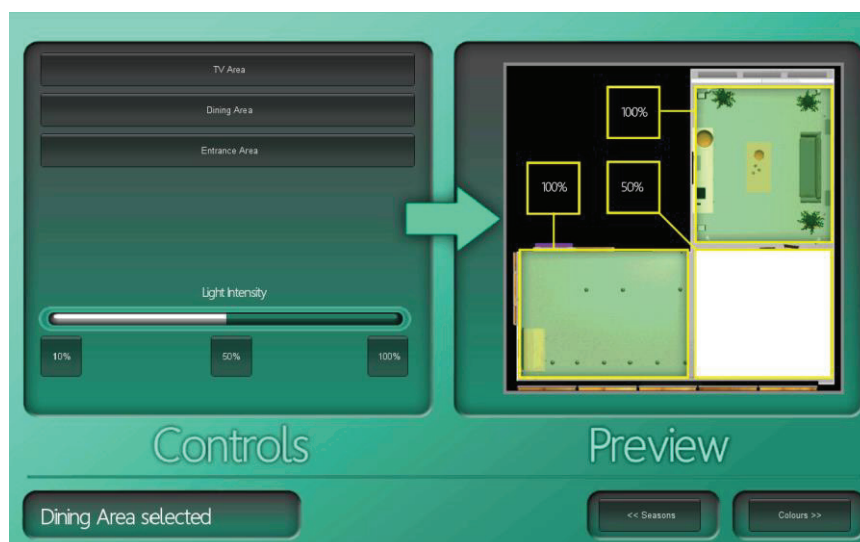 TV Area
Dining Area
Entrance Area
Light Intensity
10%
50%
100%
Controls
100%
100%
50%
Preview
Dining Area selected
<< Seasons
Colours >>